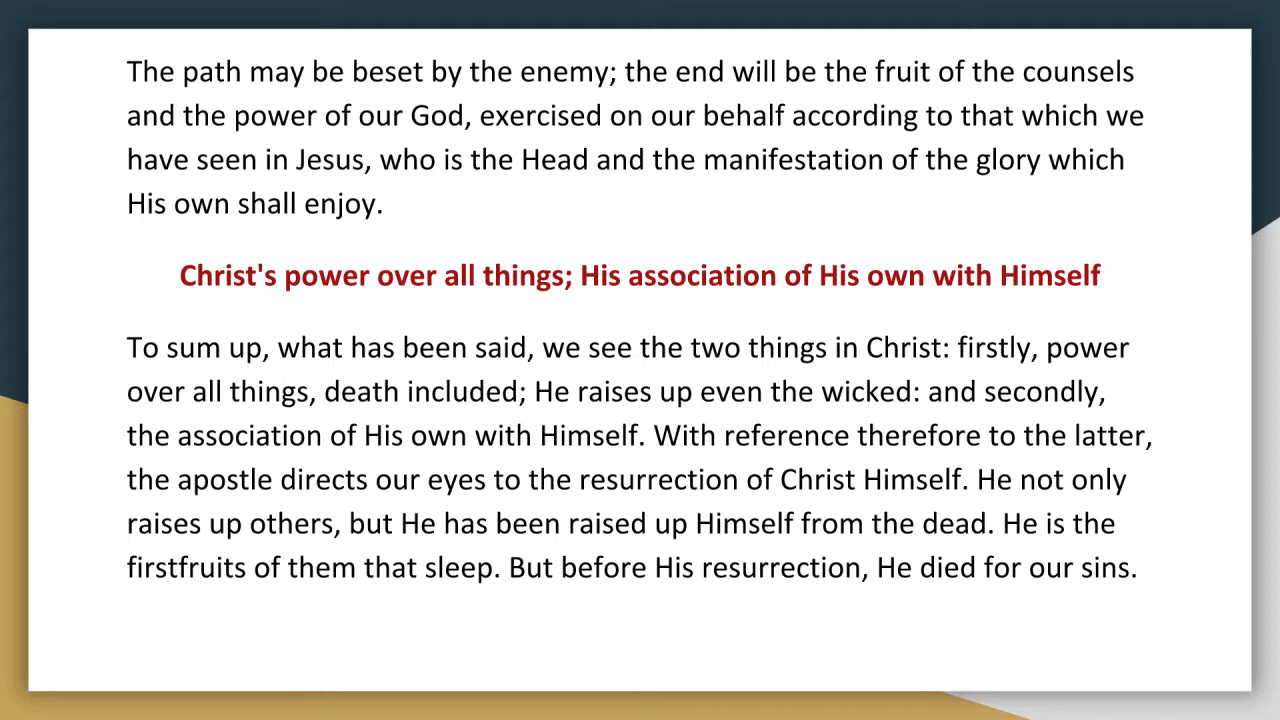 The path may be beset by the enemy; the end will be the fruit of the counsels
and the power of our God, exercised on our behalf according to that which we
have seen in Jesus, who is the Head and the manifestation of the glory which
His own shall enjoy.
Christ's power over all things; His association of His own with Himself
To sum up, what has been said, we see the two things in Christ: firstly, power
over all things, death included; He raises up even the wicked: and secondly,
the association of His own with Himself. With reference therefore to the latter,
the apostle directs our eyes to the resurrection of Christ Himself. He not only
raises up others, but He has been raised up Himself from the dead. He is the
firstfruits of them that sleep. But before His resurrection, He died for our sins.